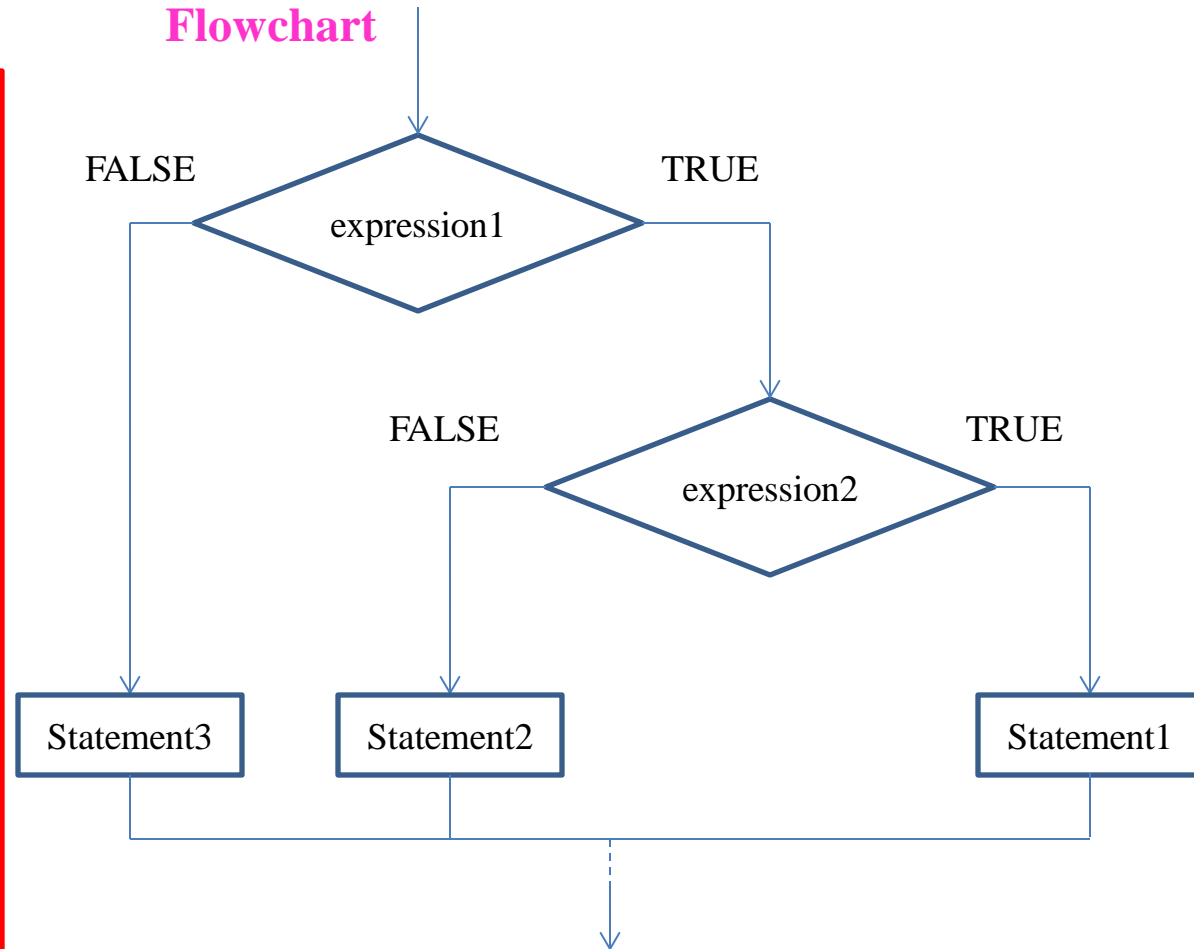 Flowchart
FALSE
TRUE
expression1
FALSE
TRUE
expression2
Statement3
Statement2
Statement1